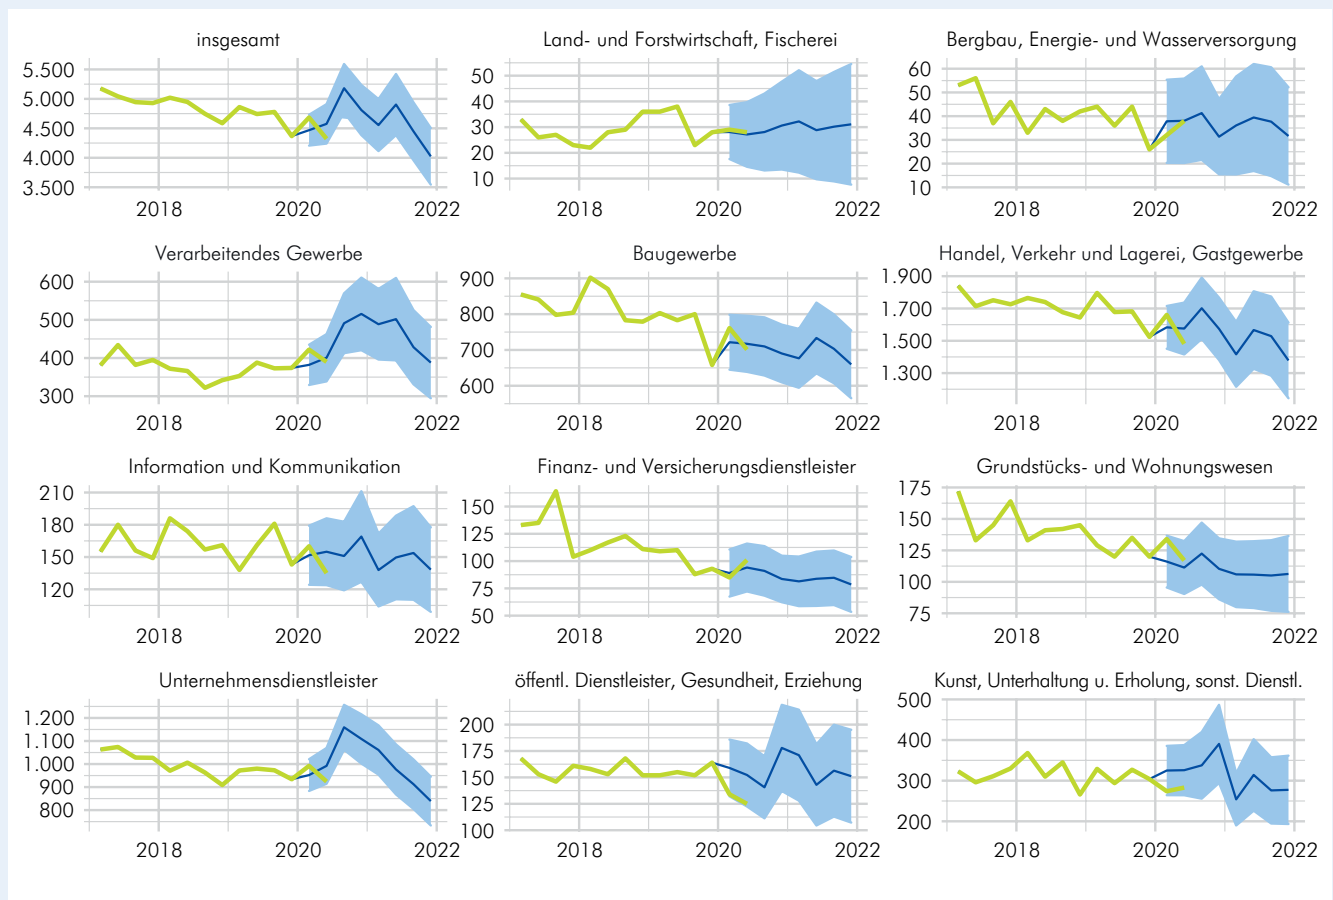 insgesamt
5.500
5.000
4.500
4.000
3.500
2018 2020 2022
Land- und Forstwirtschaft, Fischerei
50
40
30
20
10
2018 2020 2022
Bergbau, Energie- und Wasserversorgung
60
50
40
30
20
10
2018 2020 2022
Verarbeitendes Gewerbe
600
500
400
300
2018 2020 2022
Baugewerbe
900
800
700
600
2018 2020 2022
Handel, Verkehr und Lagerei, Gastgewerbe
1.900
1.700
1.500
1.300
2018 2020 2022
Information und Kommunikation
210
180
150
120
2018 2020 2022
Finanz- und Versicherungsdienstleister
150
125
100
75
50
2018 2020 2022
Grundstücks- und Wohnungswesen
175
150
125
100
75
2018 2020 2022
Unternehmensdienstleister
1.200
1.100
1.000
900
800
2018 2020 2022
öffentl. Dienstleister, Gesundheit, Erziehung
200
175
150
125
100
2018 2020 2022
Kunst, Unterhaltung u. Erholung, sonst. Dienstl.
500
400
300
200
2018 2020 2022